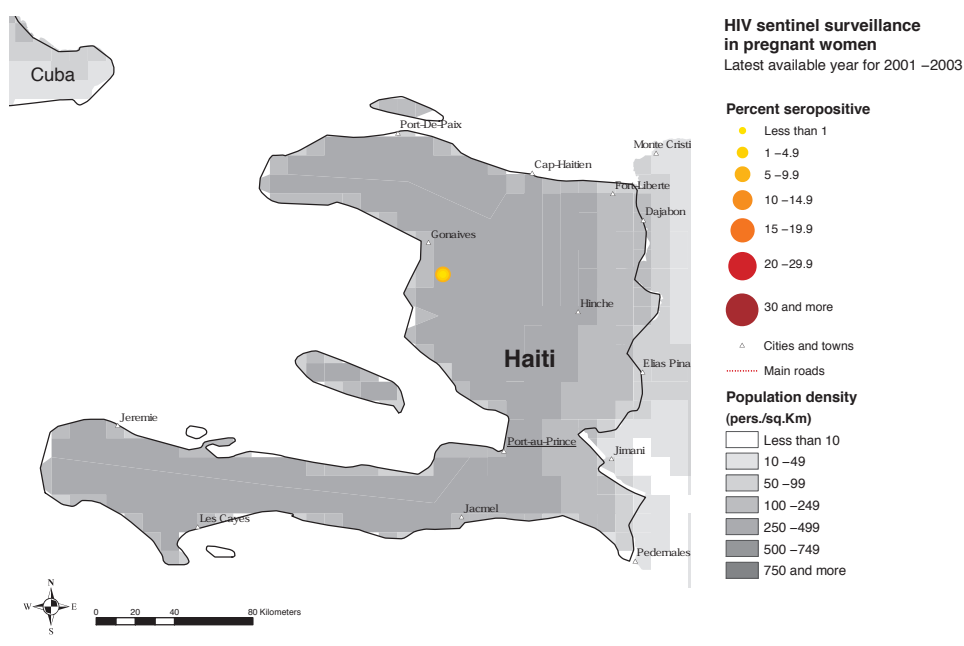 HIV sentinel surveillance
in pregnant women
Latest available year for 2001 –2003
Cuba
Port-De-Paix
Cap-Haitien
Monte Cristi
Fort-Liberte
Dajabon
Gonaives
Hinche
Haiti
Elias Pina
Jeremie
Port-au-Prince
Jimani
Les Cayes
Jacmel
Pedernales
Percent seropositive
Less than 1
1 –4.9
5 –9.9
10 –14.9
15 –19.9
20 –29.9
30 and more
Cities and towns
Main roads
Population density
(pers./sq.Km)
Less than 10
10 –49
50 –99
100 –249
250 –499
500 –749
750 and more
N
W E
S
0 20 40 80 Kilometers